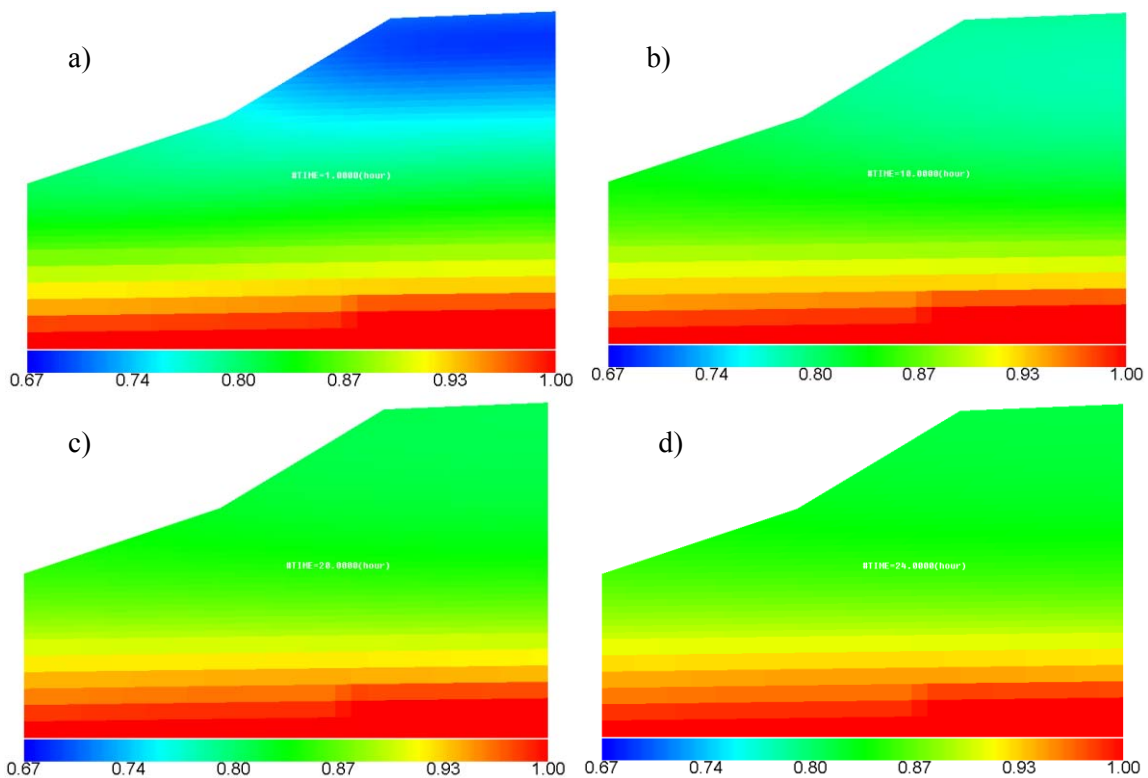 a)
b)
#TIME=1.0000(hour)
#TIME=10.0000(hour)
0.67 0.74 0.80 0.87 0.93 1.00
0.67 0.74 0.80 0.87 0.93 1.00
c)
d)
#TIME=20.0000(hour)
#TIME=24.0000(hour)
0.67 0.74 0.80 0.87 0.93 1.00
0.67 0.74 0.80 0.87 0.93 1.00